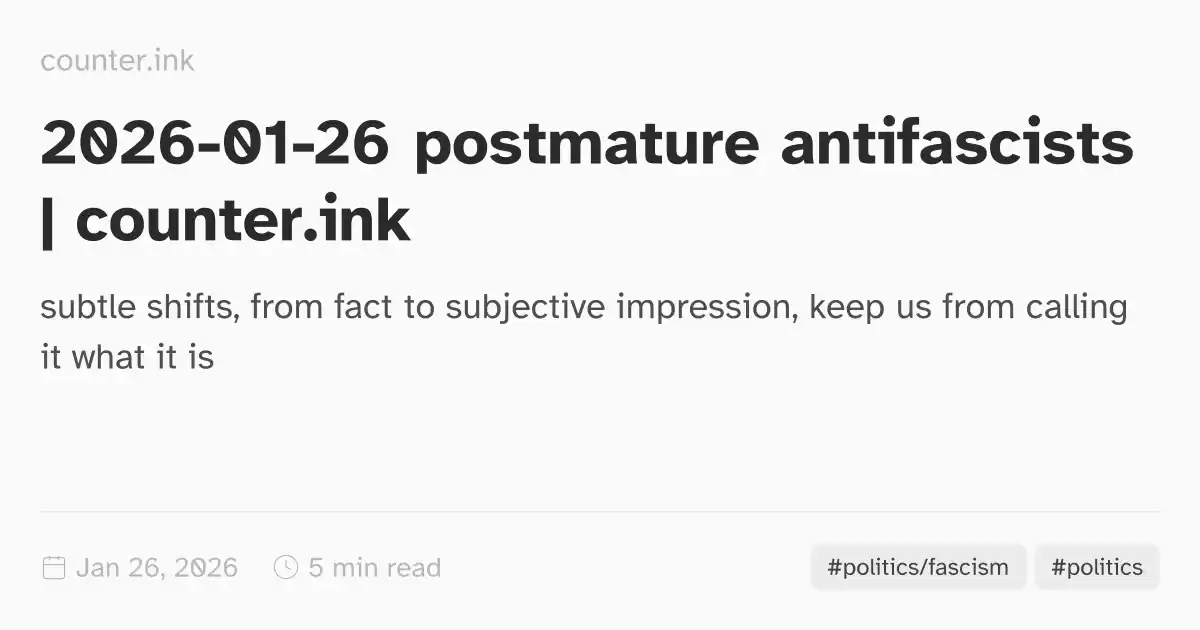 counter.ink
2026-01-26 postmature antifascists
| counter.ink
subtle shifts, from fact to subjective impression, keep us from calling
it what it is
Jan 26, 2026
5 min read
#politics/fascism
#politics